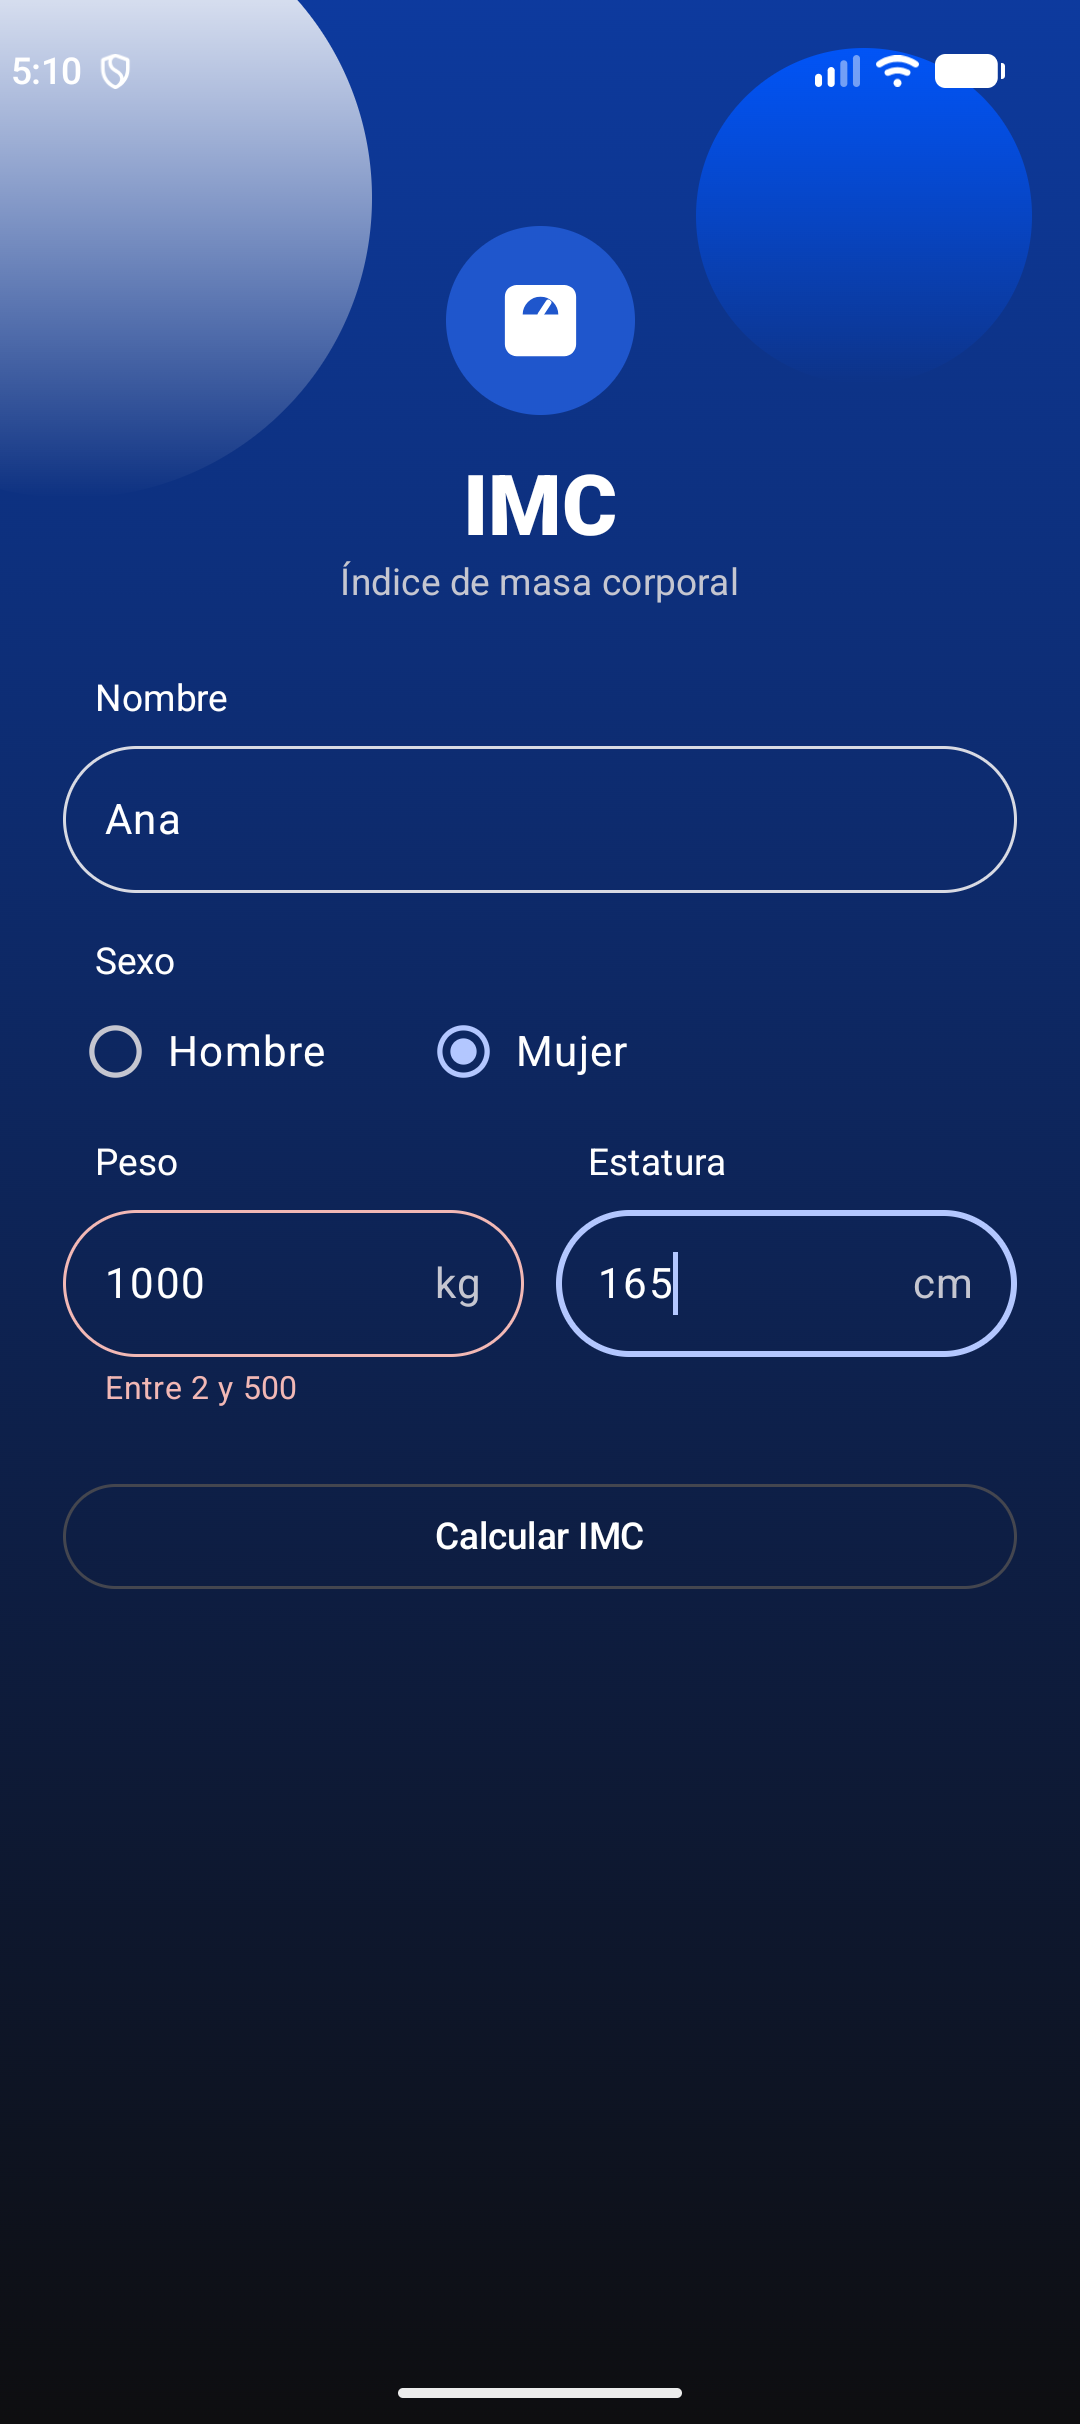 5:10
IMC
Índice de masa corporal
Nombre
Ana
Sexo
Hombre Mujer
Peso Estatura
1000 kg 165 cm
Entre 2 y 500
Calcular IMC